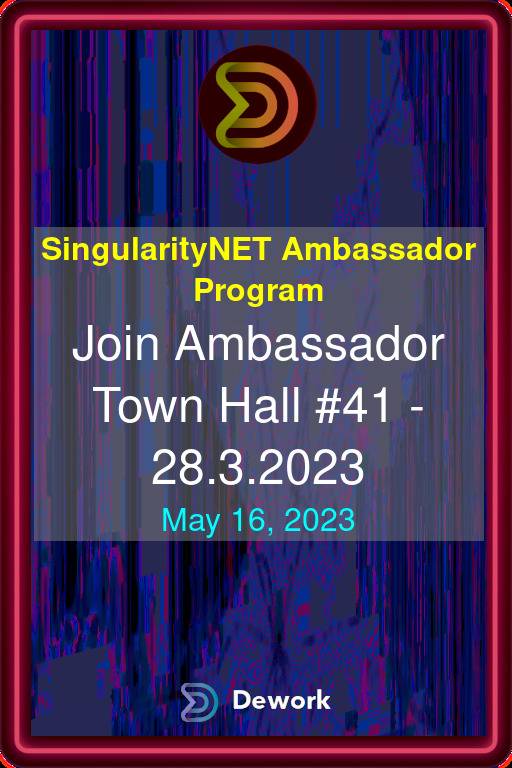 SingularityNET Ambassador
Program
Join Ambassador
Town Hall #41 -
28.3.2023
May 16, 2023
Dework